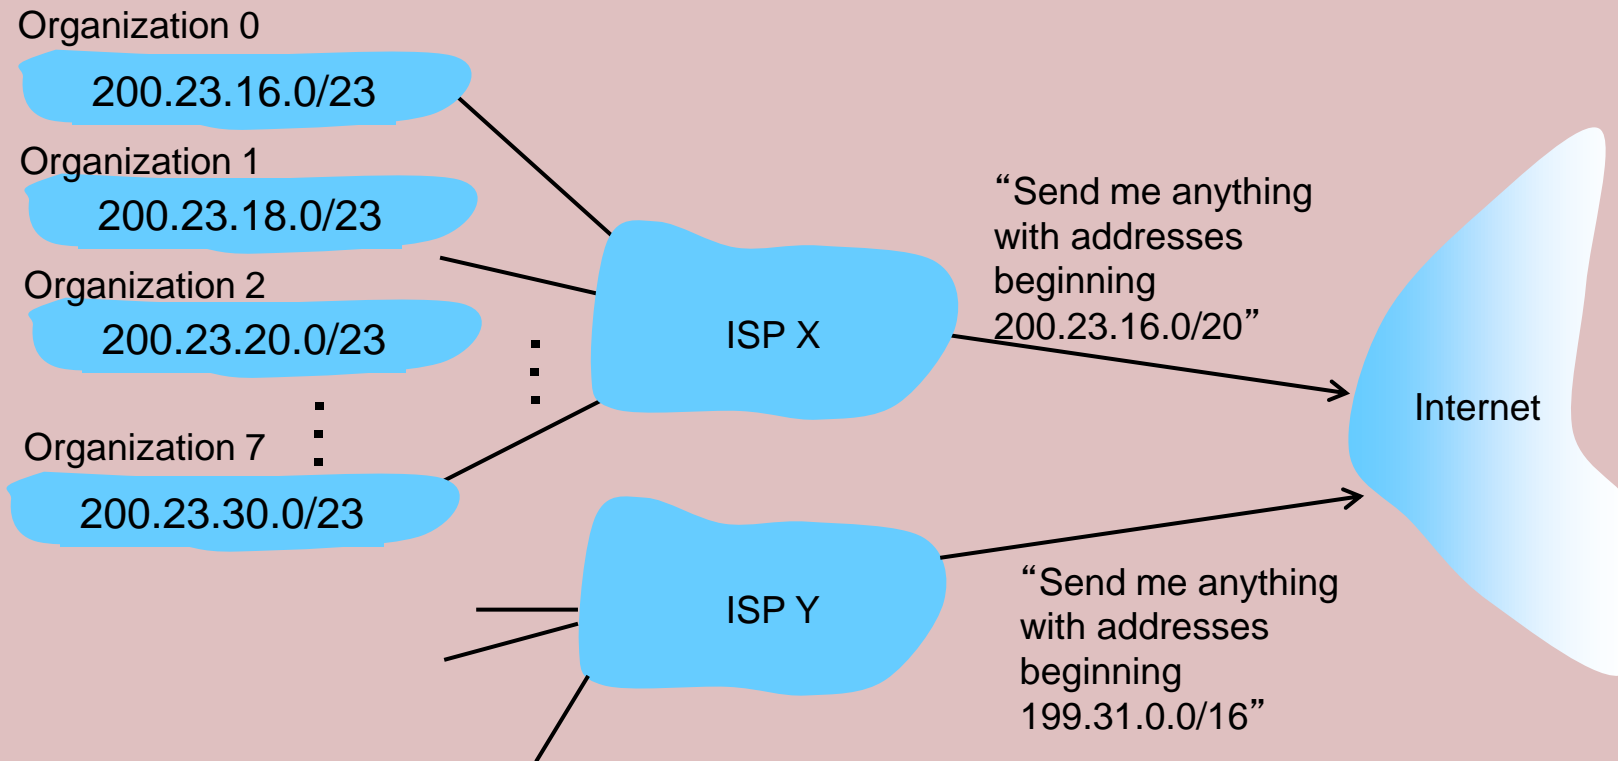 Organization 0
200.23.16.0/23
Organization 1
200.23.18.0/23
Organization 2
200.23.20.0/23
Organization 7
200.23.30.0/23
ISP X
“Send me anything
with addresses
beginning
200.23.16.0/20”
Internet
ISP Y
“Send me anything
with addresses
beginning
199.31.0.0/16”